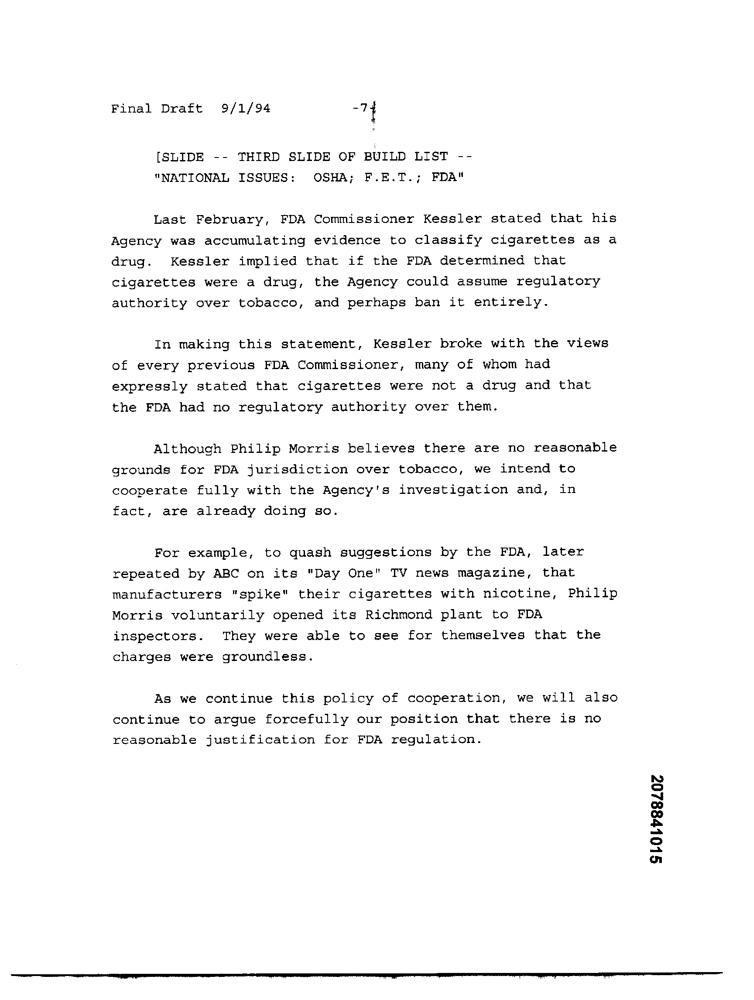 Final Draft 9/1/94 -7-
[SLIDE -- THIRD SLIDE OF BUILD LIST --
"NATIONAL ISSUES: OSHA; F.E.T.; FDA"
Last February, FDA Commissioner Kessler stated that his
Agency was accumulating evidence to classify cigarettes as a
drug. Kessler implied that if the FDA determined that
cigarettes were a drug, the Agency could assume regulatory
authority over tobacco, and perhaps ban it entirely.
In making this statement, Kessler broke with the views
of every previous FDA Commissioner, many of whom had
expressly stated that cigarettes were not a drug and that
the FDA had no regulatory authority over them.
Although Philip Morris believes there are no reasonable
grounds for FDA jurisdiction over tobacco, we intend to
cooperate fully with the Agency's investigation and, in
fact, are already doing so.
For example, to quash suggestions by the FDA, later
repeated by ABC on its "Day One" TV news magazine, that
manufacturers "spike" their cigarettes with nicotine, Philip
Morris voluntarily opened its Richmond plant to FDA
inspectors. They were able to see for themselves that the
charges were groundless.
As we continue this policy of cooperation, we will also
continue to argue forcefully our position that there is no
reasonable justification for FDA regulation.
2078841015